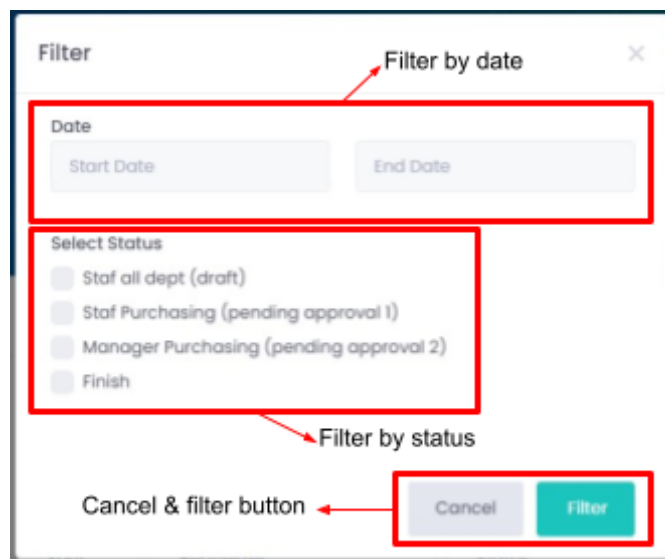 Filter
Filter by date
Date
Start Date
End Date
Select Status
Staf all dept (draft)
Staf Purchasing (pending approval 1)
Manager Purchasing (pending approval 2)
Finish
Filter by status
Cancel & filter button
Cancel
Filter